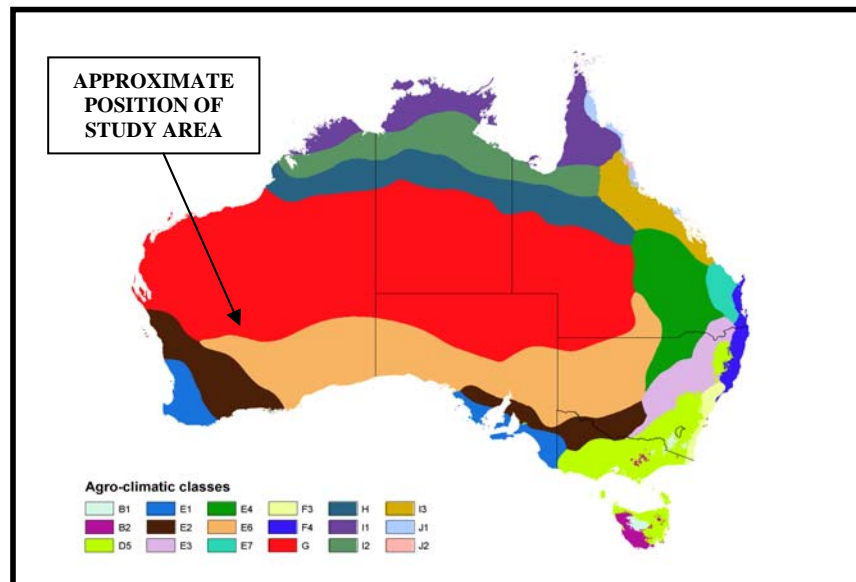 APPROXIMATE
POSITION OF
STUDY AREA
Agro-climatic classes
B1 E1 E4 F3 H I3
B2 E2 E6 F4 I1 J1
D5 E3 E7 G I2 J2